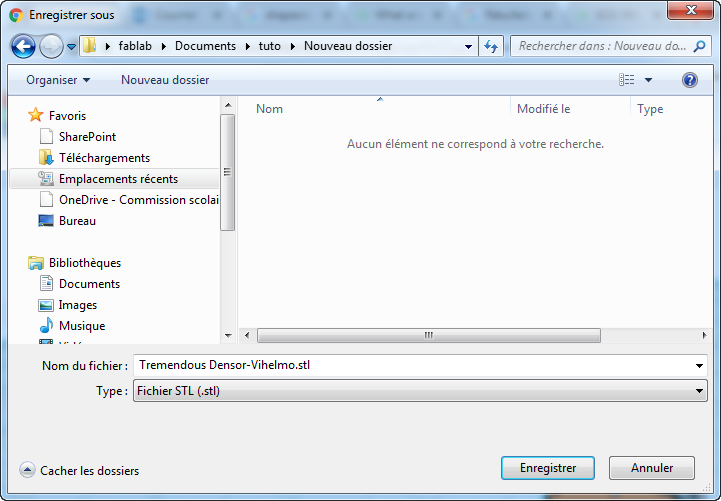 Enregistrer sous
fablab Documents tuto Nouveau dossier
Rechercher dans : Nouveau do...
Organiser Nouveau dossier
Nom Modifié le Type
Favoris
SharePoint
Téléchargements
Emplacements récents
OneDrive - Commission scolai
Bureau
Bibliothèques
Documents
Images
Musique
Aucun élément ne correspond à votre recherche.
Nom du fichier : Tremendous Densor-Vihelmo.stl
Type : Fichier STL (.stl)
Cacher les dossiers
Enregistrer Annuler